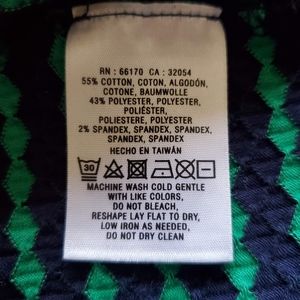 RN : 66170 CA : 32054
55% COTTON, COTON, ALGODÓN,
COTONE, BAUMWOLLE
43% POLYESTER, POLYESTER,
POLIÉSTER,
POLIESTERE, POLYESTER
2% SPANDEX, SPANDEX, SPANDEX,
SPANDEX, SPANDEX
HECHO EN TAIWÁN
30
MACHINE WASH COLD GENTLE
WITH LIKE COLORS,
DO NOT BLEACH,
RESHAPE LAY FLAT TO DRY,
LOW IRON AS NEEDED,
DO NOT DRY CLEAN